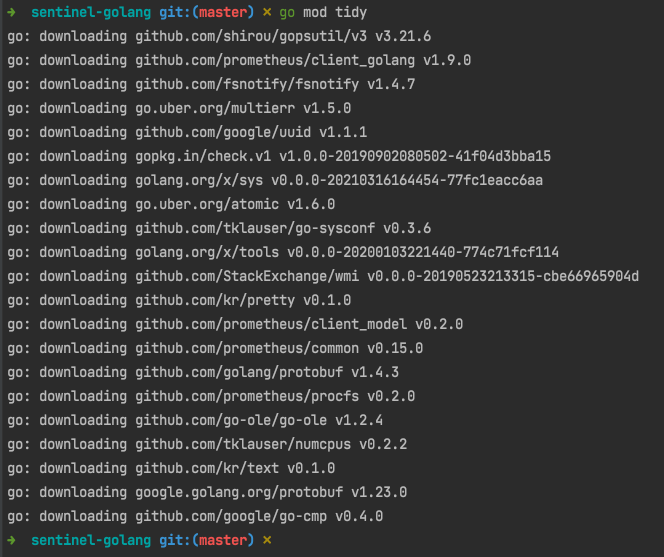 ➜  sentinel-golang git:(master) ✗ go mod tidy
go: downloading github.com/shirou/gopsutil/v3 v3.21.6
go: downloading github.com/prometheus/client_golang v1.9.0
go: downloading github.com/fsnotify/fsnotify v1.4.7
go: downloading go.uber.org/multierr v1.5.0
go: downloading github.com/google/uuid v1.1.1
go: downloading gopkg.in/check.v1 v1.0.0-20190902080502-41f04d3bba15
go: downloading golang.org/x/sys v0.0.0-20210316164454-77fc1eacc6aa
go: downloading go.uber.org/atomic v1.6.0
go: downloading github.com/tklauser/go-sysconf v0.3.6
go: downloading golang.org/x/tools v0.0.0-20200103221440-774c71fcf114
go: downloading github.com/StackExchange/wmi v0.0.0-20190523213315-cbe66965904d
go: downloading github.com/kr/pretty v0.1.0
go: downloading github.com/prometheus/client_model v0.2.0
go: downloading github.com/prometheus/common v0.15.0
go: downloading github.com/golang/protobuf v1.4.3
go: downloading github.com/prometheus/procfs v0.2.0
go: downloading github.com/go-ole/go-ole v1.2.4
go: downloading github.com/tklauser/numcpus v0.2.2
go: downloading github.com/kr/text v0.1.0
go: downloading google.golang.org/protobuf v1.23.0
go: downloading github.com/google/go-cmp v0.4.0
➜  sentinel-golang git:(master) ✗